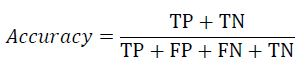 Accuracy = (TP + TN) / (TP + FP + FN + TN)